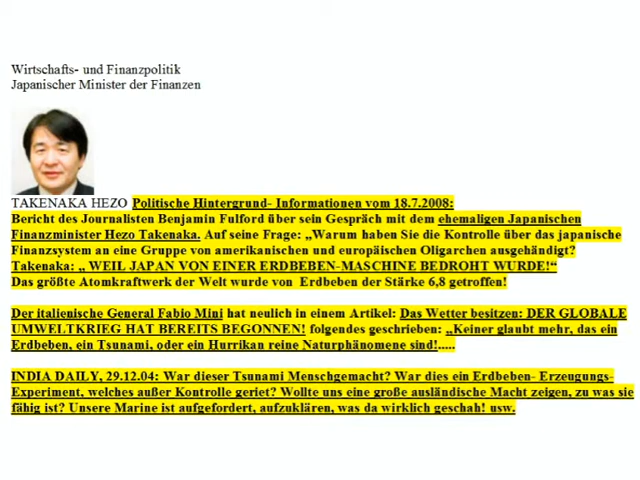 Wirtschafts- und Finanzpolitik
Japanischer Minister der Finanzen
TAKENAKA HEZO Politische Hintergrund- Informationen vom 18.7.2008:
Bericht des Journalisten Benjamin Fulford über sein Gespräch mit dem ehemaligen Japanischen
Finanzminister Hezo Takenaka. Auf seine Frage: „Warum haben Sie die Kontrolle über das japanische
Finanzsystem an eine Gruppe von amerikanischen und europäischen Oligarchen ausgehändigt?
Takenaka: „ WEIL JAPAN VON EINER ERDBEBEN-MASCHINE BEDROHT WURDE!“
Das größte Atomkraftwerk der Welt wurde von Erdbeben der Stärke 6,8 getroffen!
Der italienische General Fabio Mini hat neulich in einem Artikel: Das Wetter besitzen: DER GLOBALE
UMWELTKRIEG HAT BEREITS BEGONNEN! folgendes geschrieben: „Keiner glaubt mehr, das ein
Erdbeben, ein Tsunami, oder ein Hurrikan reine Naturphänomene sind!.....
INDIA DAILY, 29.12.04: War dieser Tsunami Menschgemacht? War dies ein Erdbeben- Erzeugungs-
Experiment, welches außer Kontrolle geriet? Wollte uns eine große ausländische Macht zeigen, zu was sie
fähig ist? Unsere Marine ist aufgefordert, aufzuklären, was da wirklich geschah! usw.